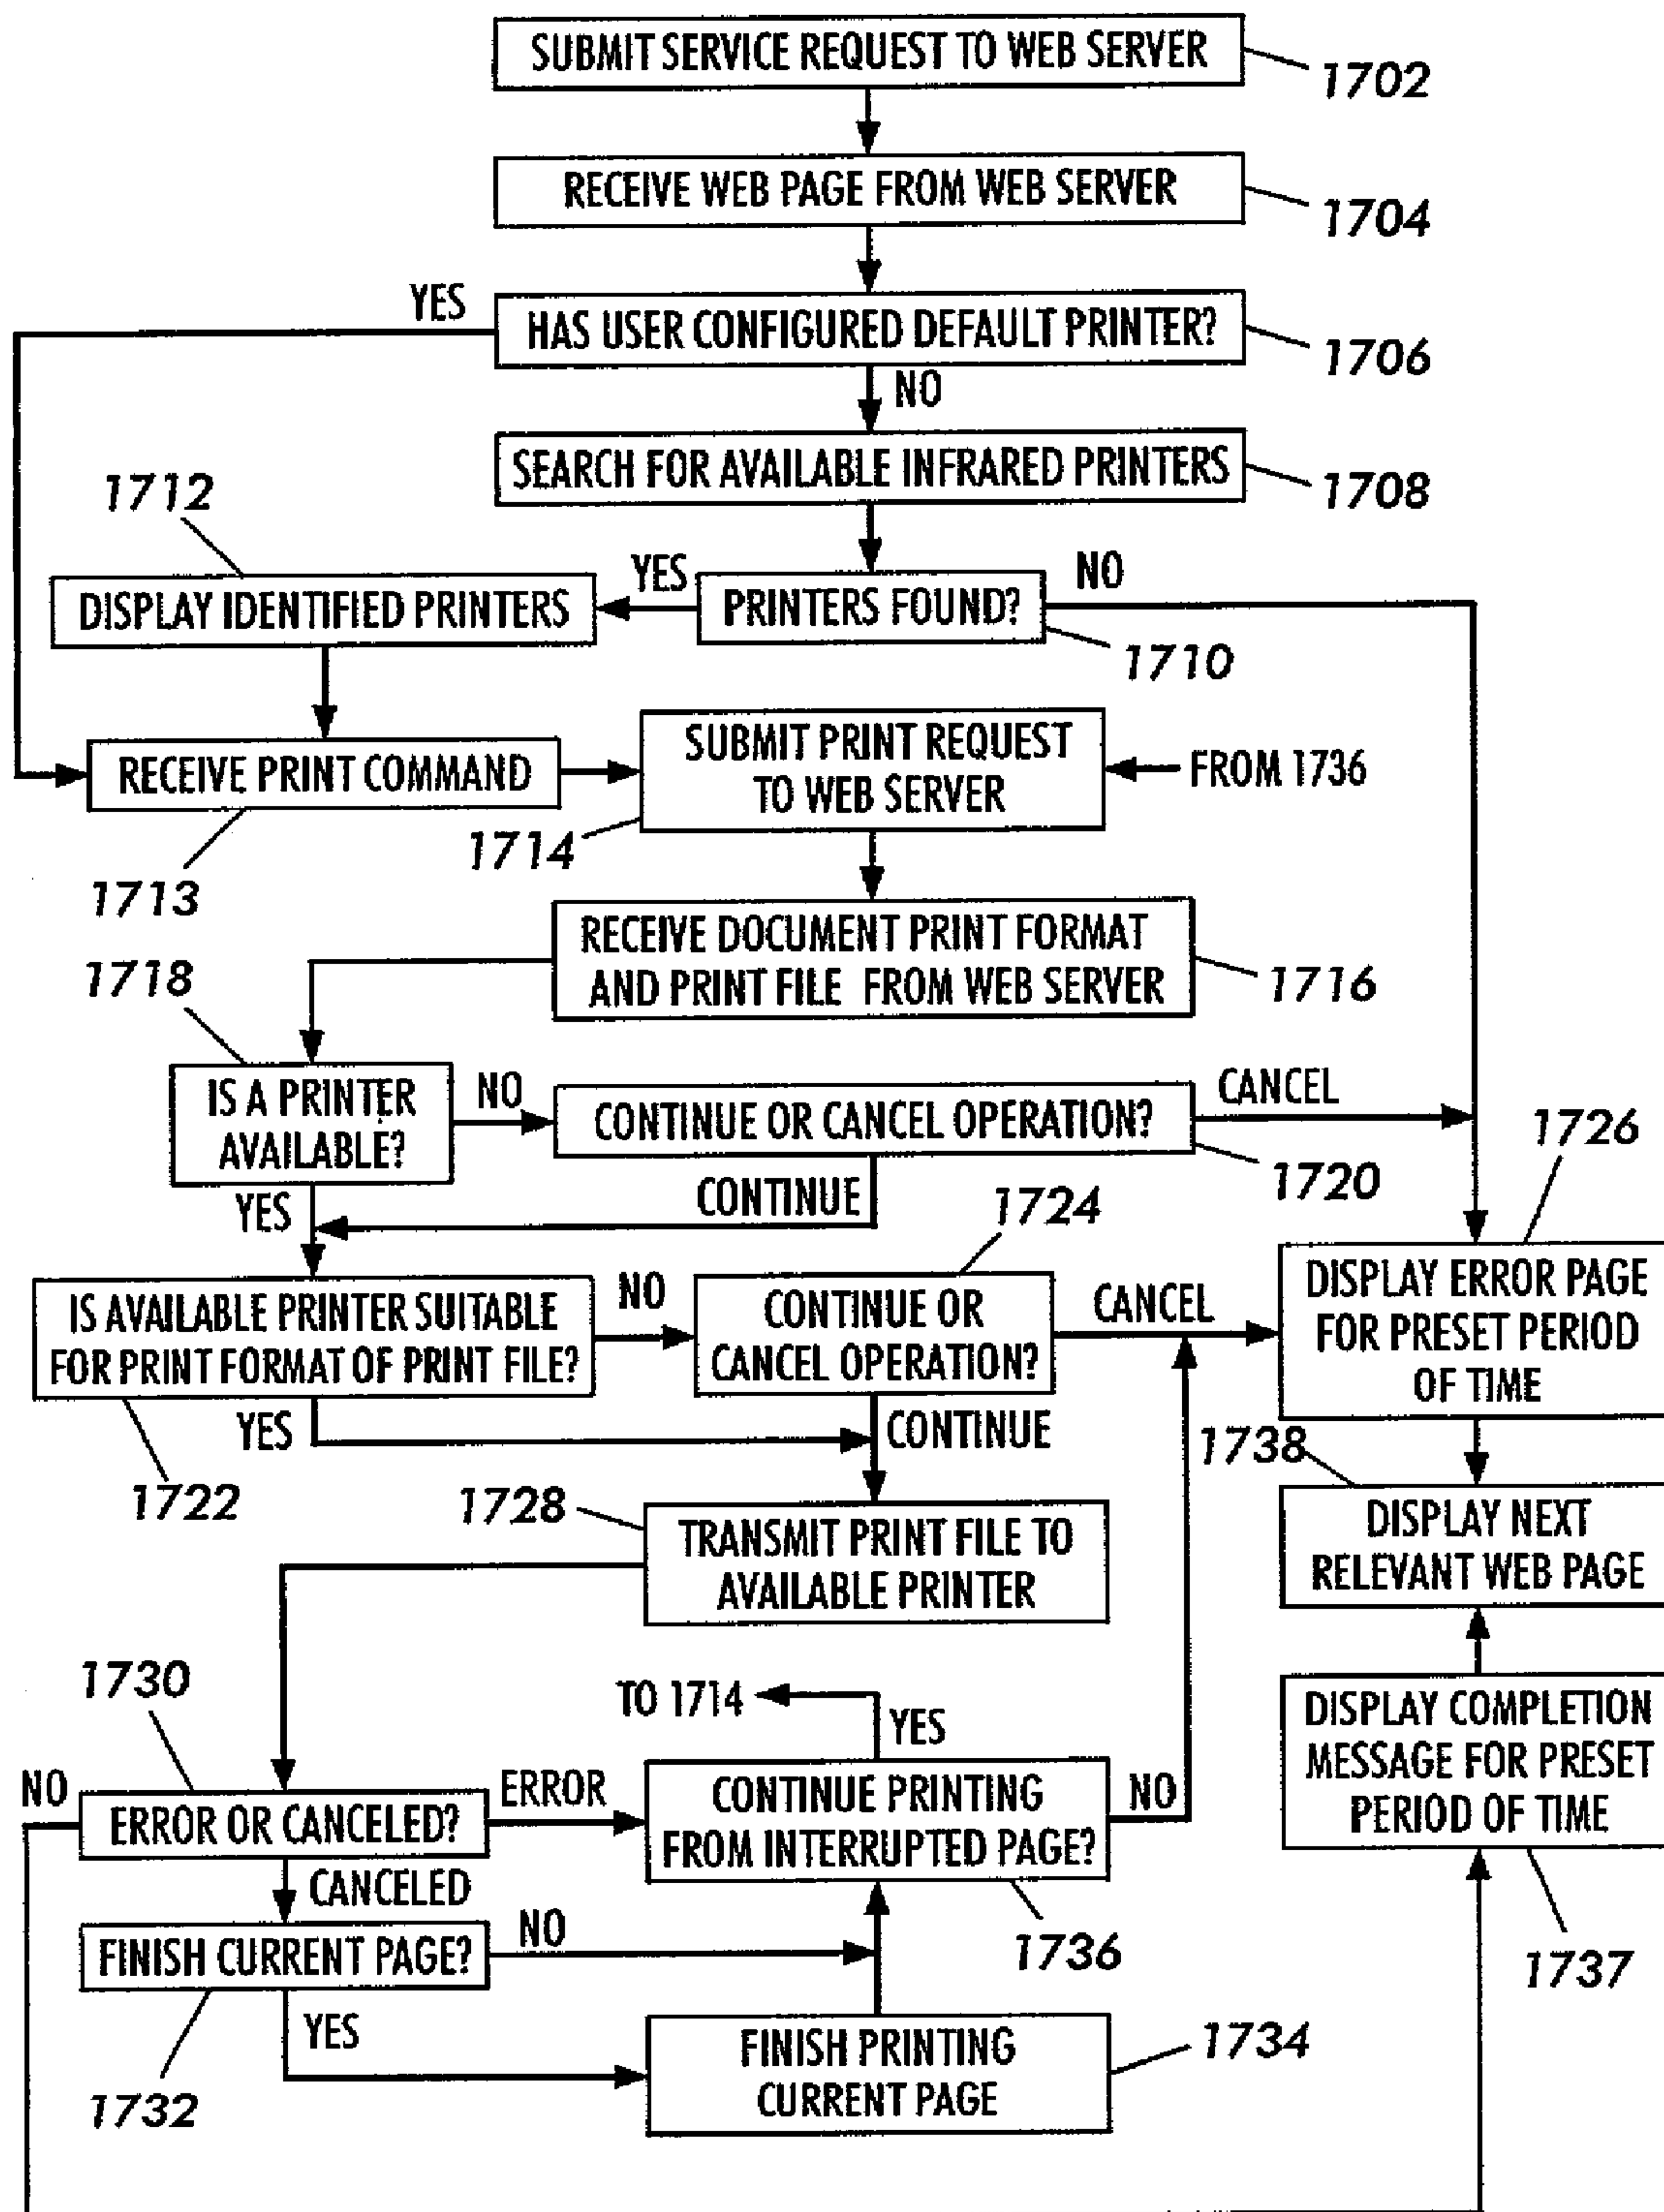 SUBMIT SERVICE REQUEST TO WEB SERVER
1702
RECEIVE WEB PAGE FROM WEB SERVER
1704
YES
HAS USER CONFIGURED DEFAULT PRINTER?
1706
NO
SEARCH FOR AVAILABLE INFRARED PRINTERS
1708
1712
DISPLAY IDENTIFIED PRINTERS
YES
PRINTERS FOUND?
NO
1710
RECEIVE PRINT COMMAND
1713
SUBMIT PRINT REQUEST
TO WEB SERVER
FROM 1736
1714
RECEIVE DOCUMENT PRINT FORMAT
AND PRINT FILE FROM WEB SERVER
1716
1718
IS A PRINTER
AVAILABLE?
NO
CONTINUE OR CANCEL OPERATION?
CANCEL
1720
1726
YES
CONTINUE
1724
IS AVAILABLE PRINTER SUITABLE
FOR PRINT FORMAT OF PRINT FILE?
NO
CONTINUE OR
CANCEL OPERATION?
CANCEL
DISPLAY ERROR PAGE
FOR PRESET PERIOD
OF TIME
YES
CONTINUE
1722
1738
1728
TRANSMIT PRINT FILE TO
AVAILABLE PRINTER
DISPLAY NEXT
RELEVANT WEB PAGE
1730
TO 1714
YES
DISPLAY COMPLETION
MESSAGE FOR PRESET
PERIOD OF TIME
NO
ERROR OR CANCELED?
ERROR
CONTINUE PRINTING
FROM INTERRUPTED PAGE?
NO
CANCELED
FINISH CURRENT PAGE?
NO
1736
1737
YES
1732
FINISH PRINTING
CURRENT PAGE
1734